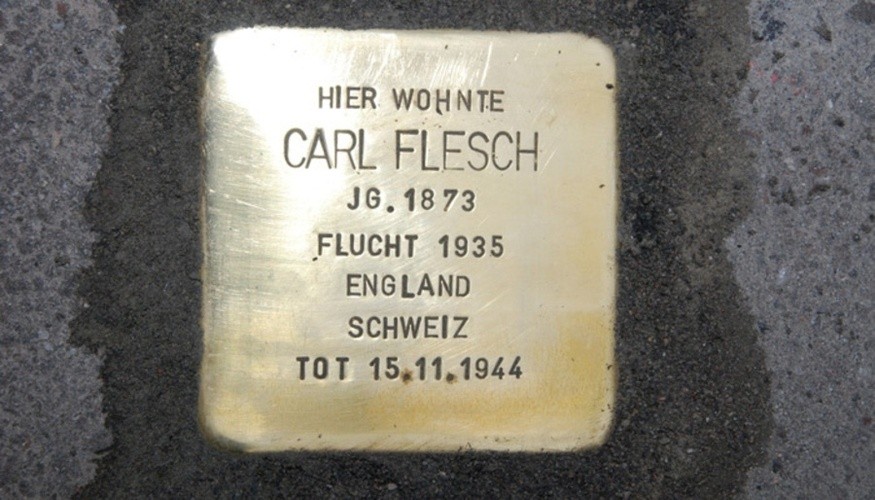 HIER WOHNTE
CARL FLESCH
JG. 1873
FLUCHT 1935
ENGLAND
SCHWEIZ
TOT 15.11.1944